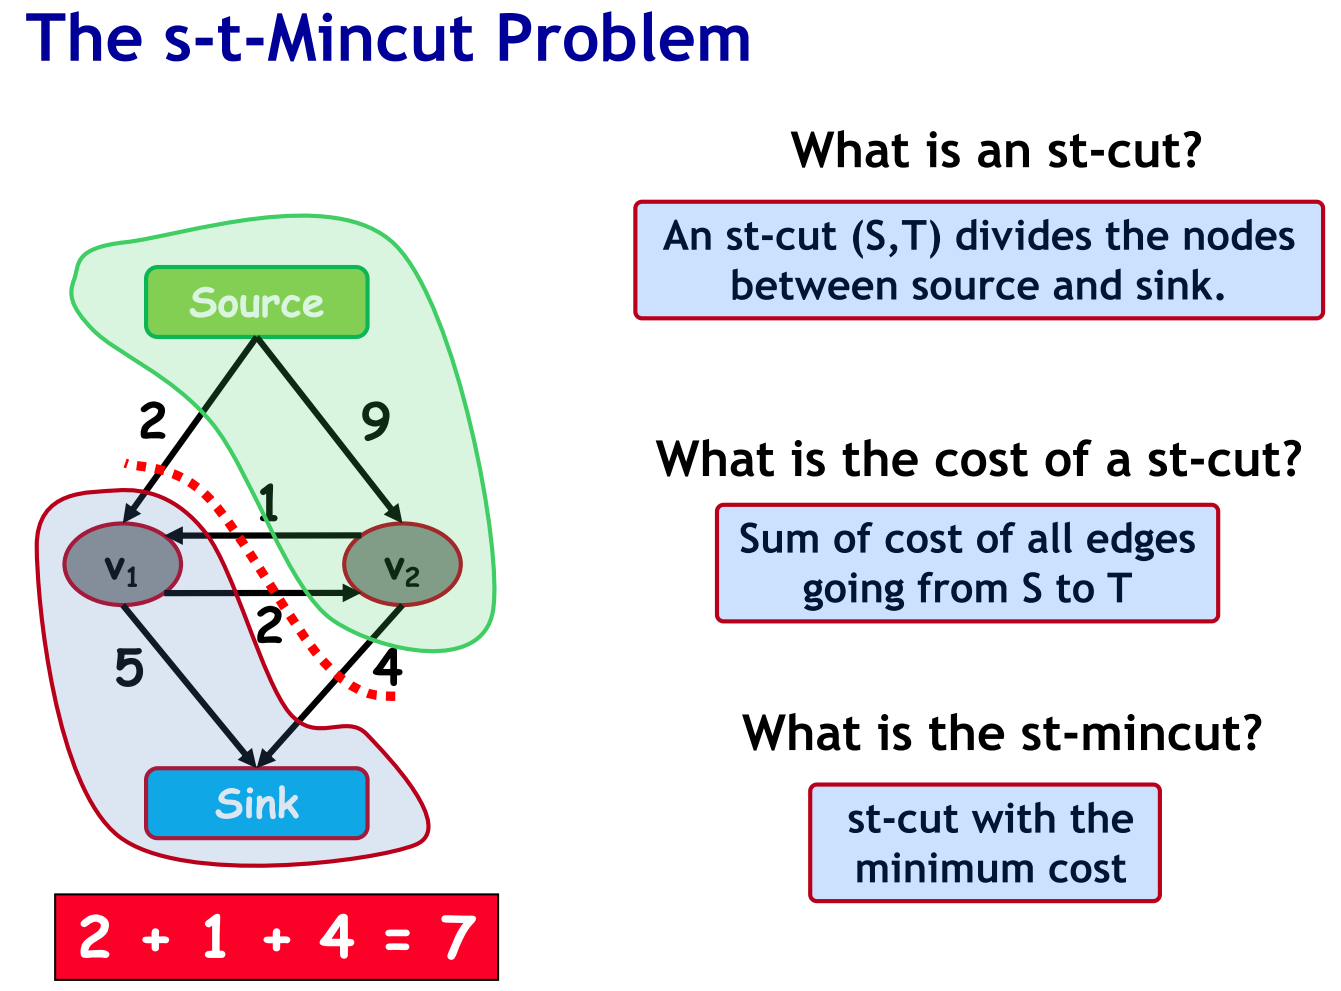 The s-t-Mincut Problem
What is an st-cut?
An st-cut (S,T) divides the nodes
between source and sink.
What is the cost of a st-cut?
Sum of cost of all edges
going from S to T
What is the st-mincut?
st-cut with the
minimum cost
Source
2
9
1
v₁
v₂
2
5
4
Sink
2 + 1 + 4 = 7